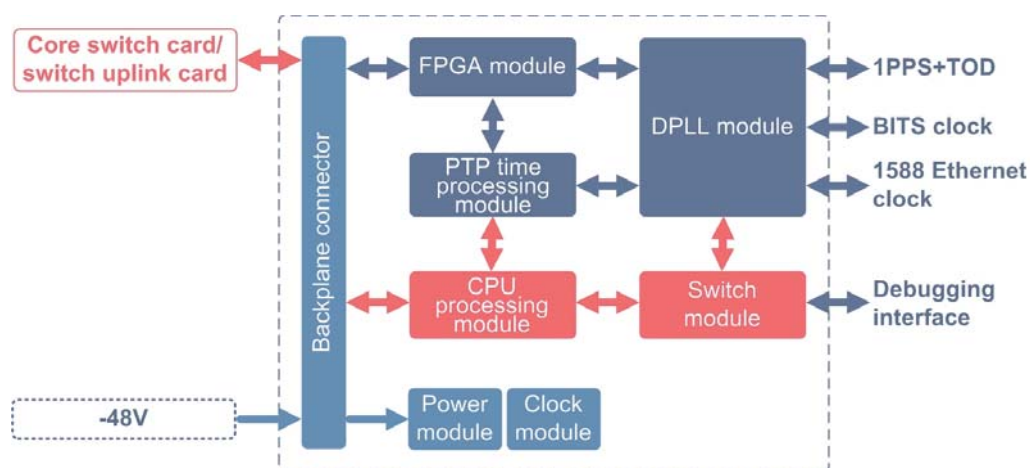 Core switch card/
switch uplink card
Backplane connector
FPGA module
DPLL module
PTP time
processing
module
CPU
processing
module
Switch
module
1PPS+TOD
BITS clock
1588 Ethernet
clock
Debugging
interface
-48V
Power
module
Clock
module